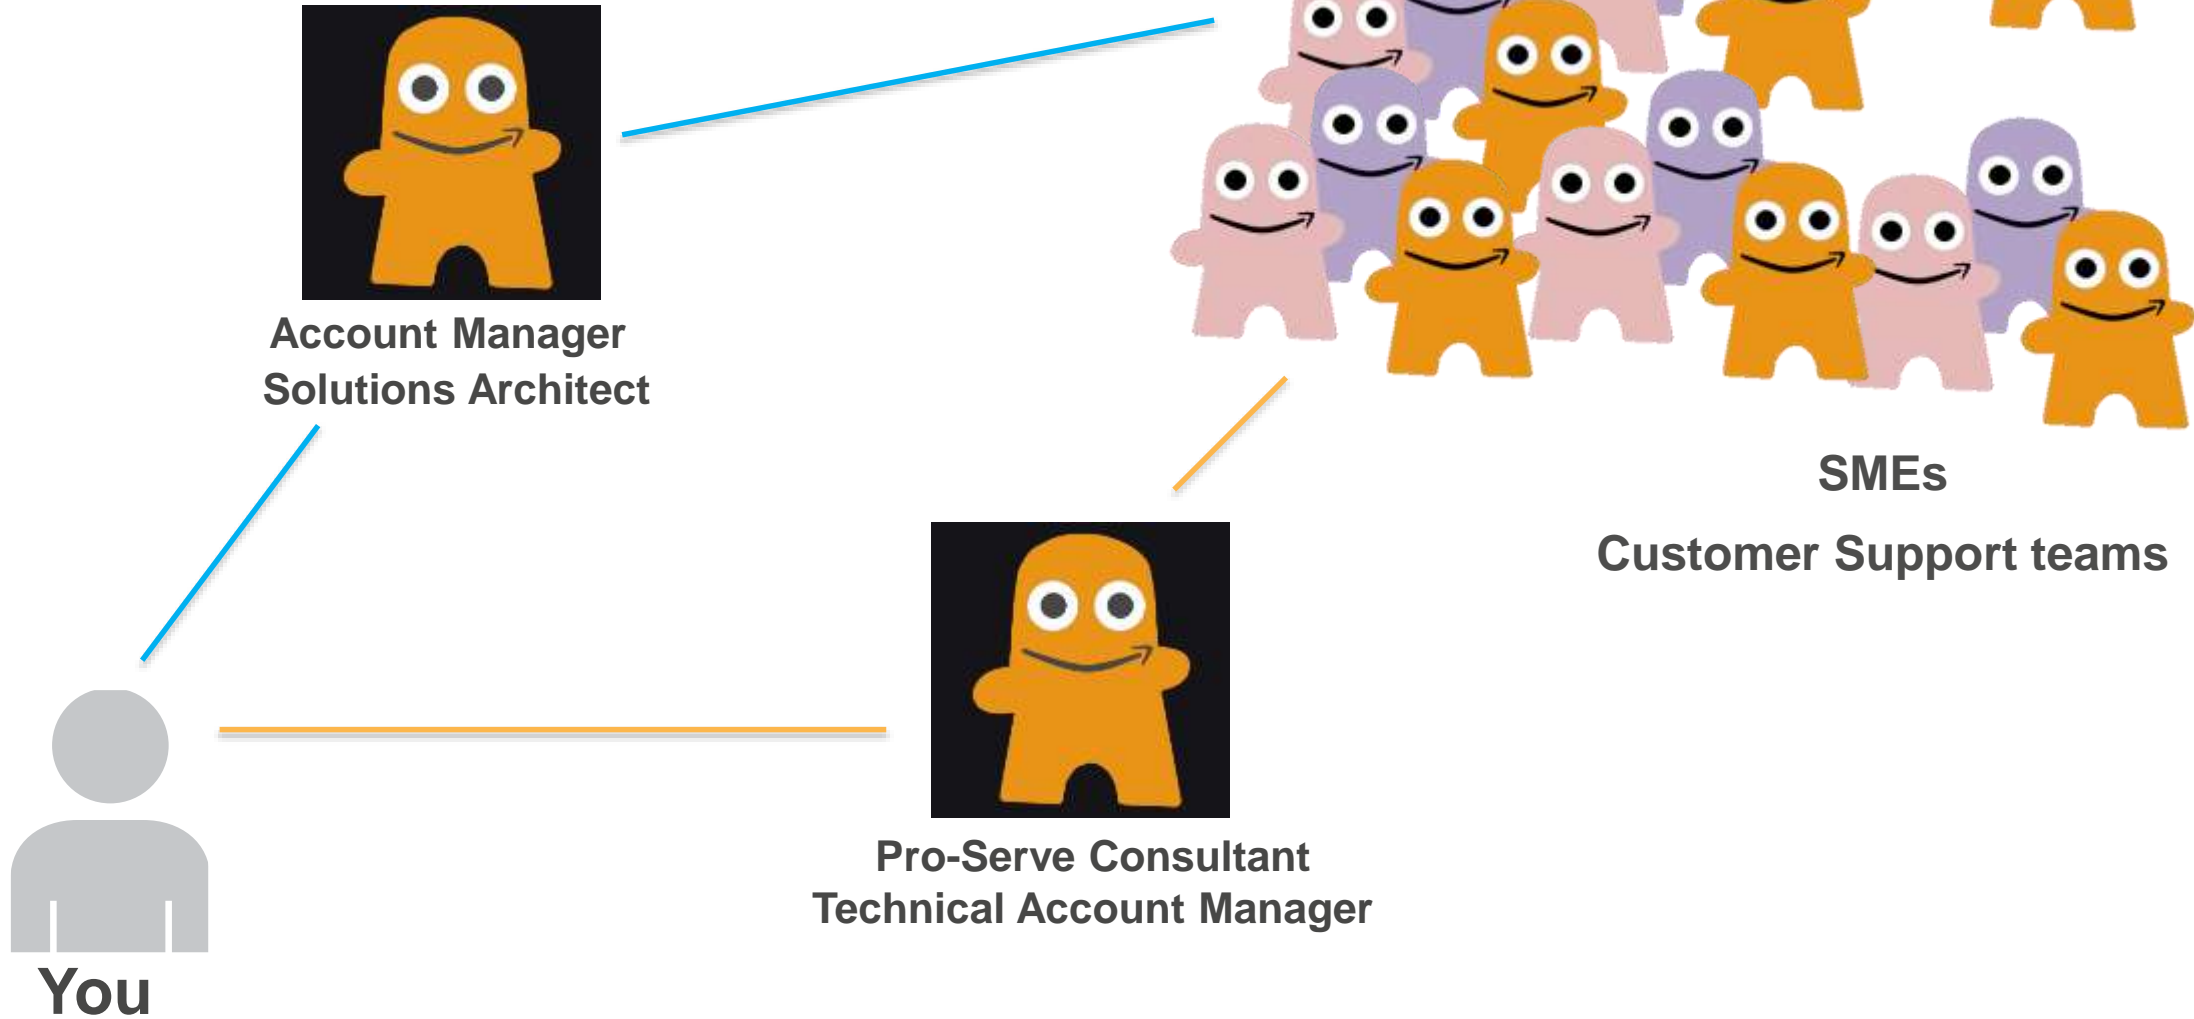 Account Manager
Solutions Architect
SMEs
Customer Support teams
Pro-Serve Consultant
Technical Account Manager
You